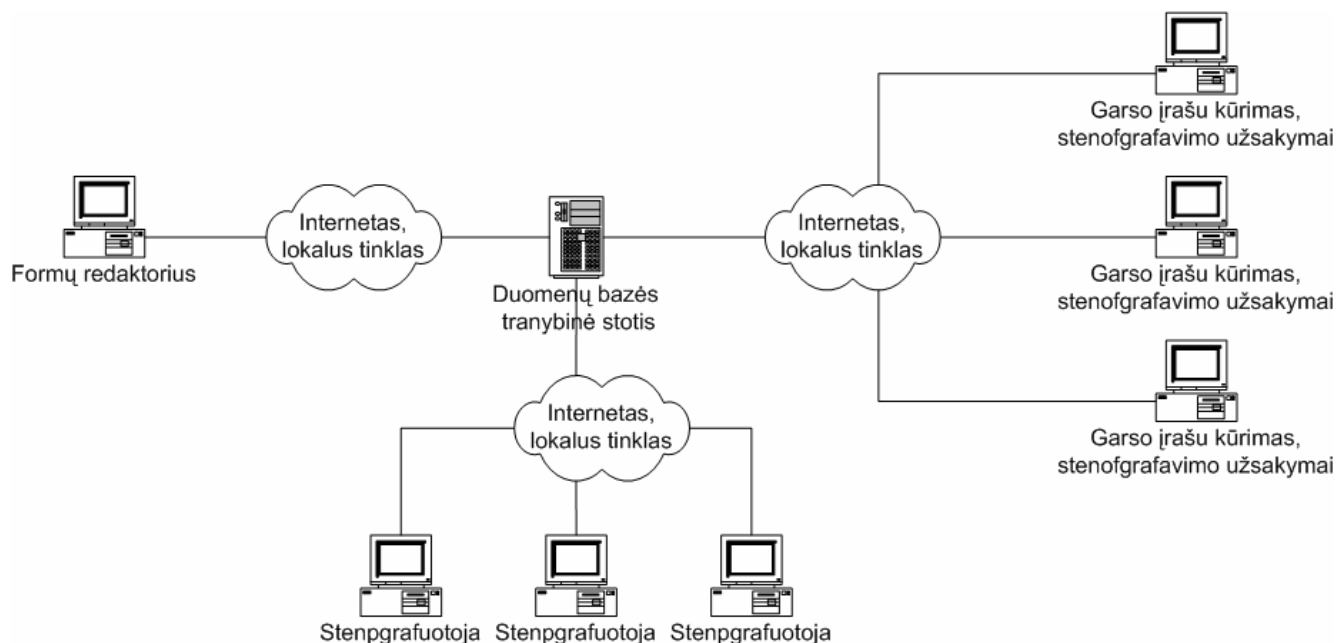 Garso įrašu kūrimas,
stenofgrafavimo užsakymai
Internetas,
lokalus tinklas
Internetas,
lokalus tinklas
Formų redaktorius
Garso įrašu kūrimas,
stenofgrafavimo užsakymai
Duomenų bazės
tranybinė stotis
Internetas,
lokalus tinklas
Garso įrašu kūrimas,
stenofgrafavimo užsakymai
Stenpgrafuotoja
Stenpgrafuotoja
Stenpgrafuotoja